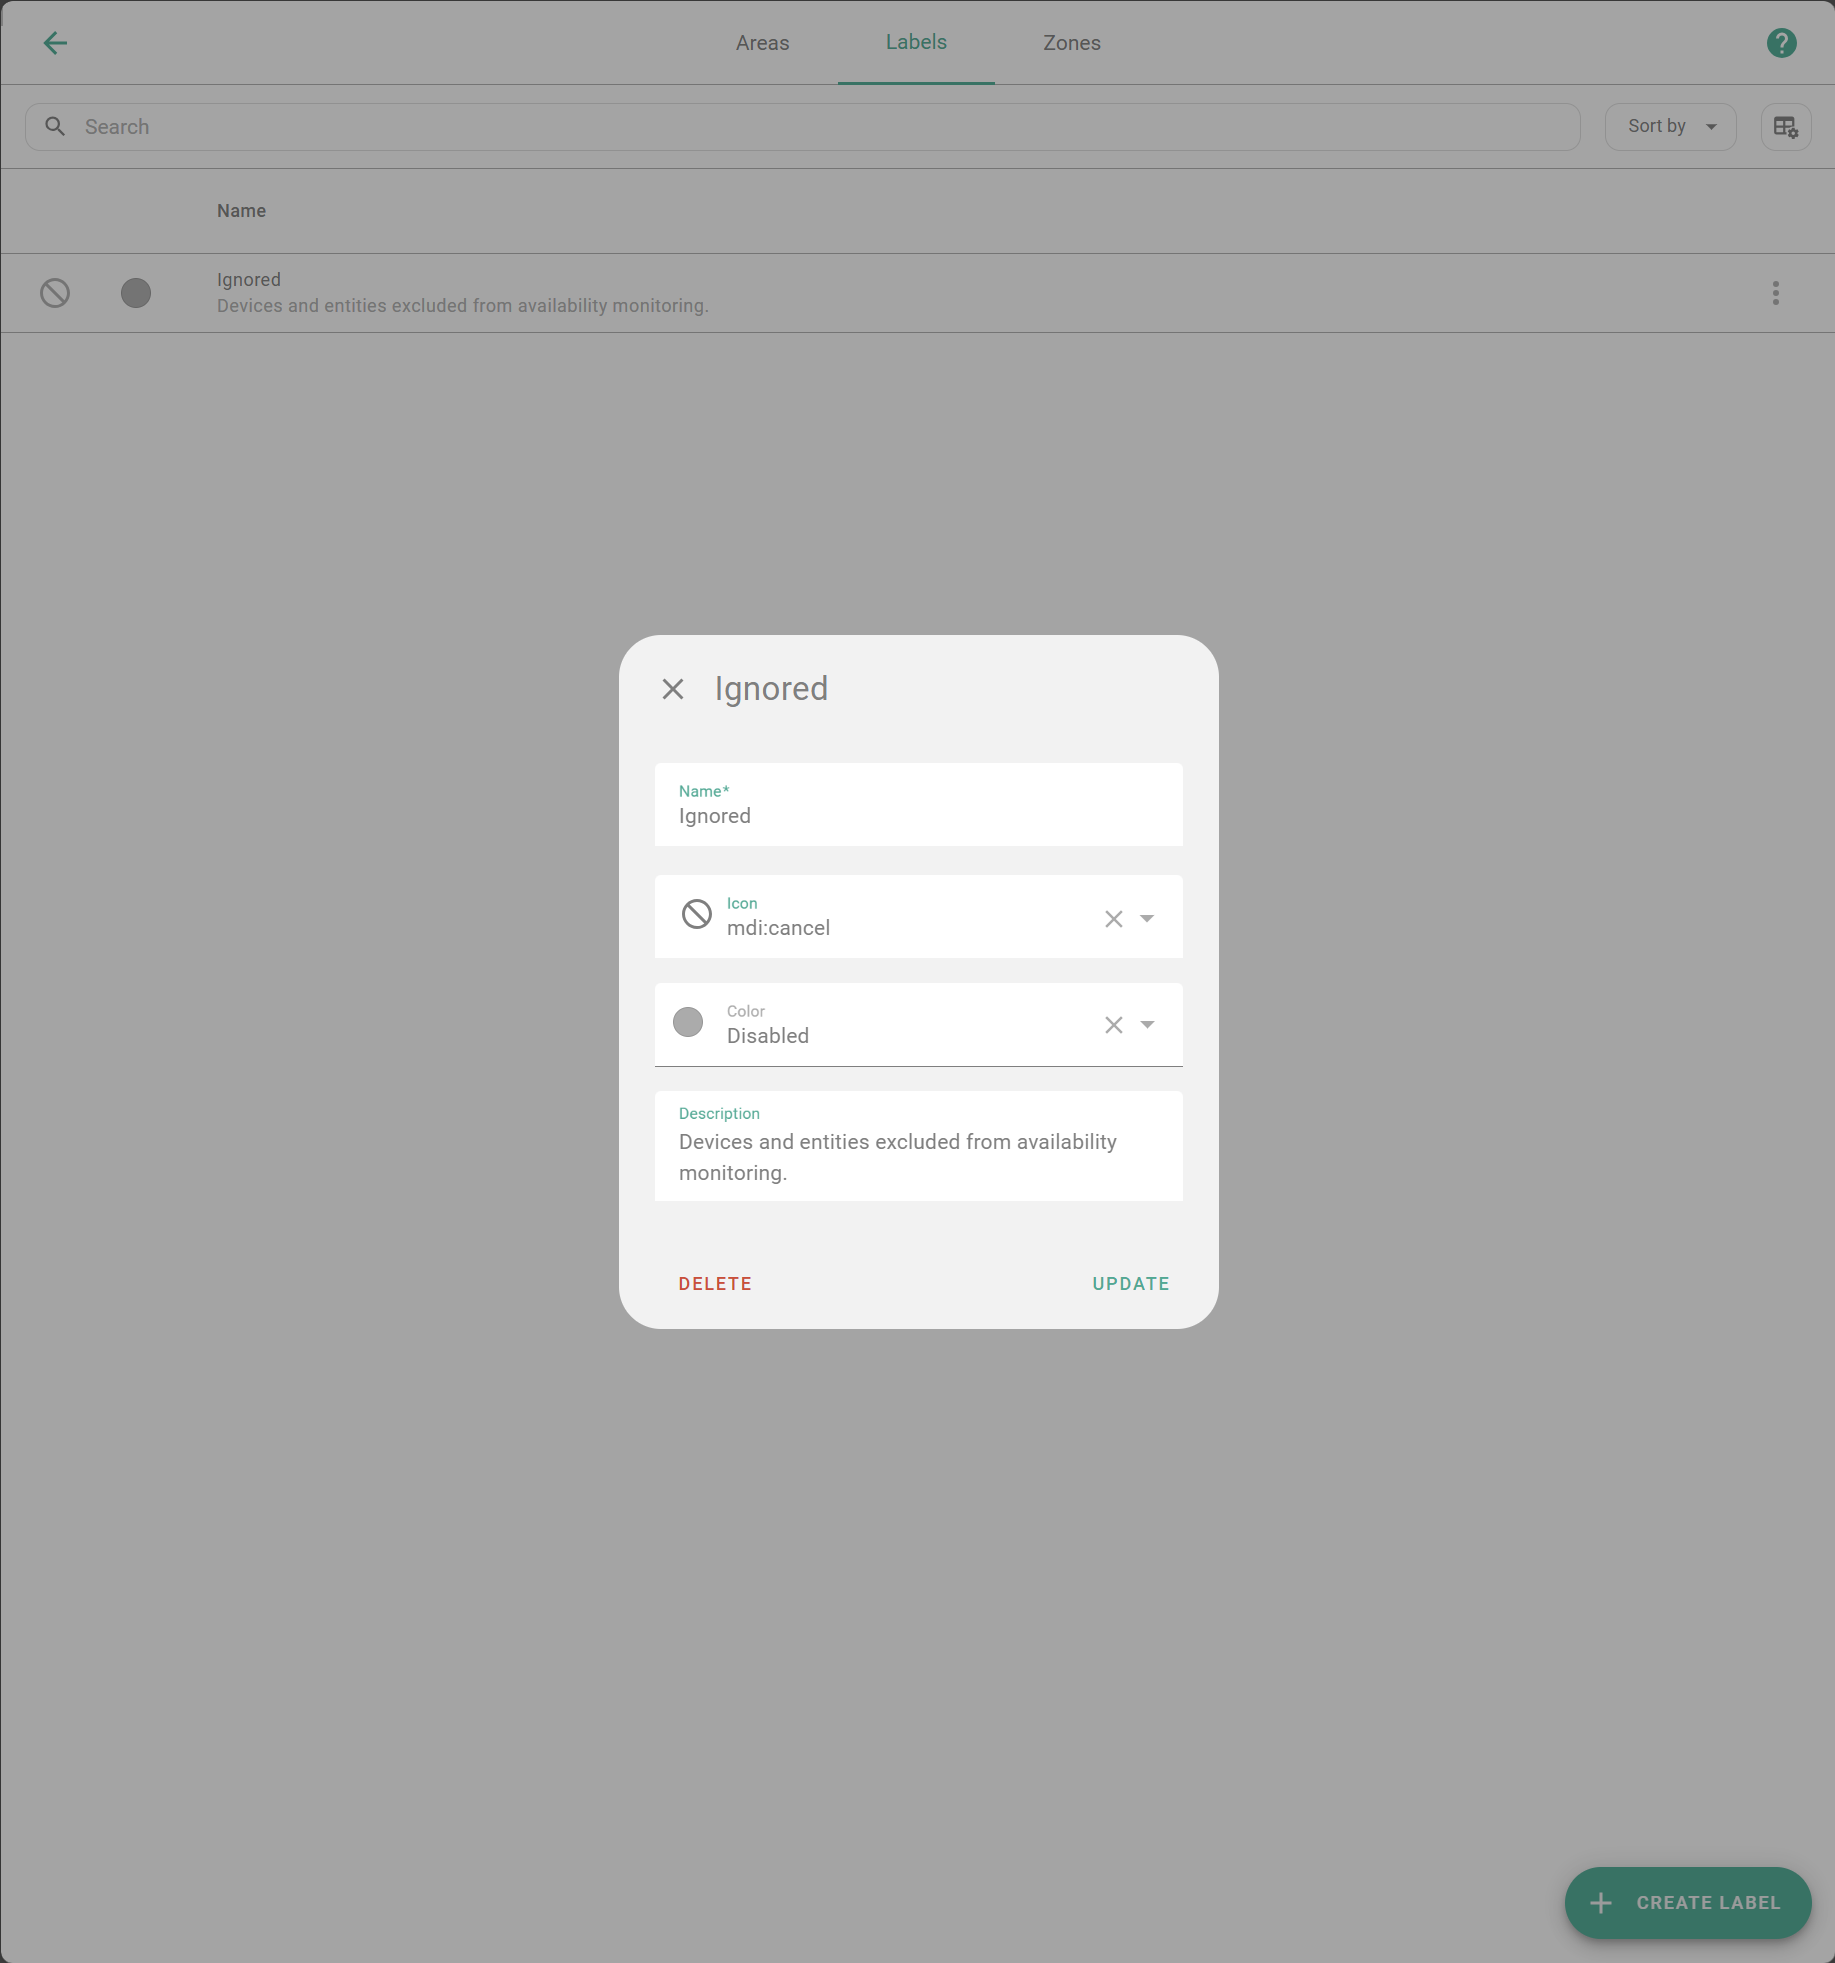 Areas
Labels
Zones
Search
Sort by
Name
Ignored
Devices and entities excluded from availability monitoring.
Ignored
Name*
Ignored
Icon
mdi:cancel
Color
Disabled
Description
Devices and entities excluded from availability
monitoring.
DELETE
UPDATE
CREATE LABEL